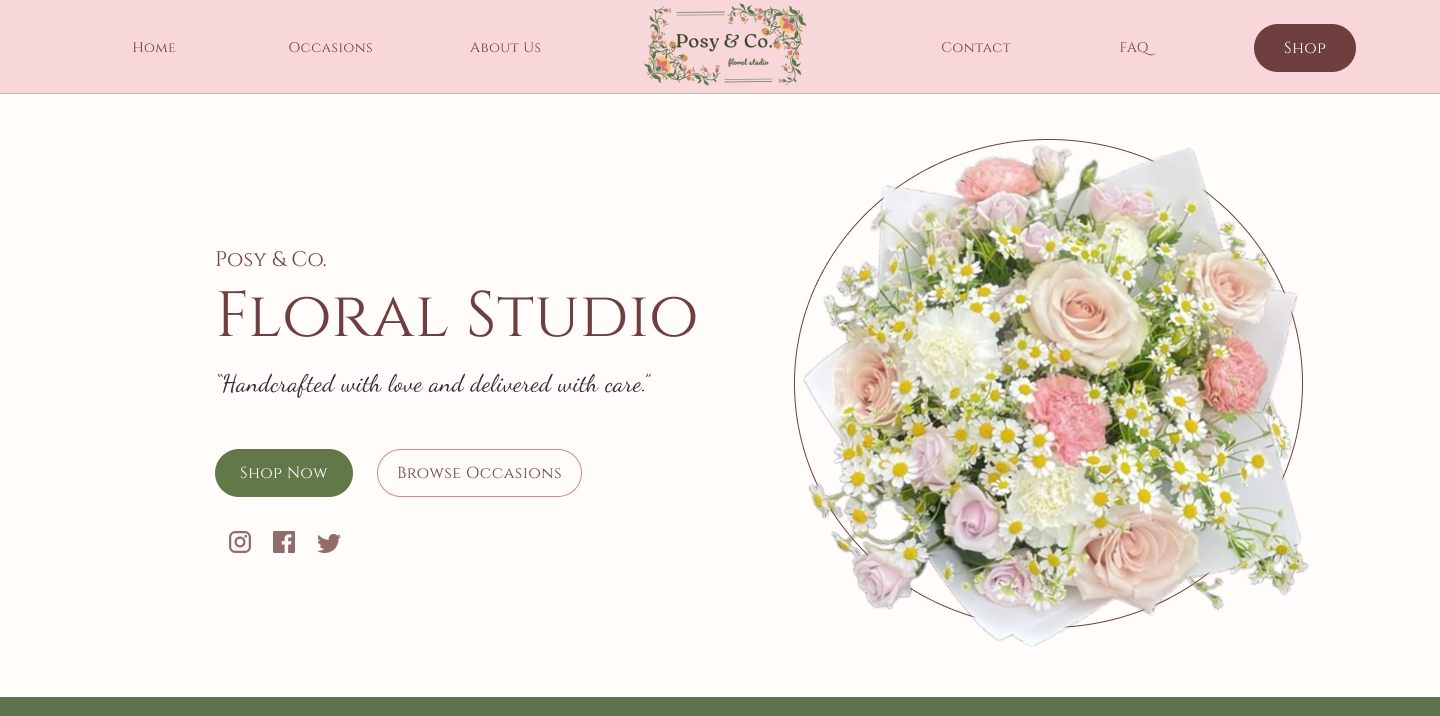 Home
Occasions
About Us
Posy & Co.
floral studio
Contact
FAQ
Shop
Posy & Co.
Floral Studio
"Handcrafted with love and delivered with care."
Shop Now
Browse Occasions